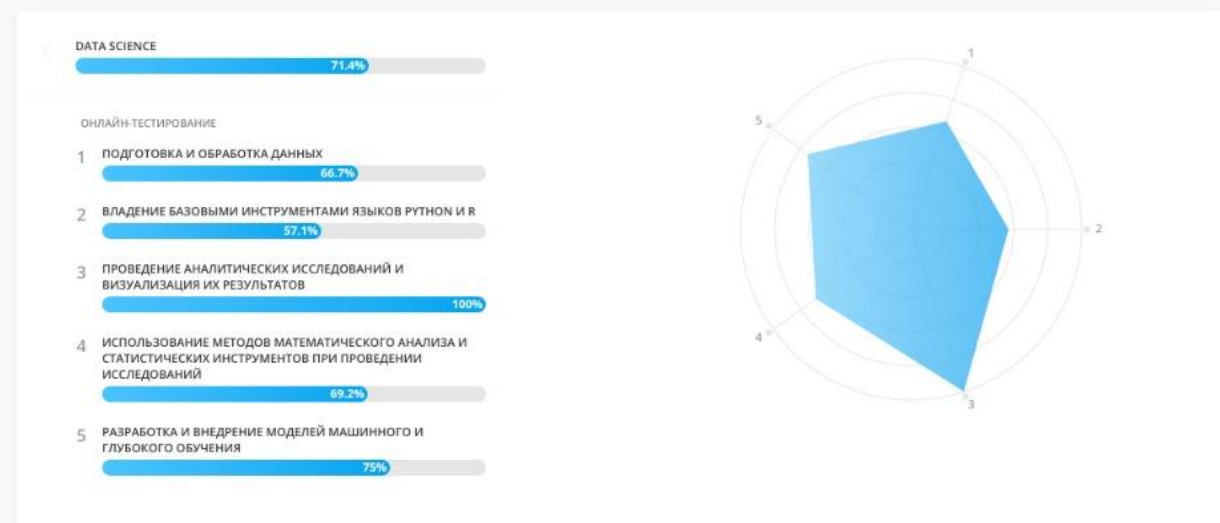 DATA SCIENCE
71.4%
ОНЛАЙН-ТЕСТИРОВАНИЕ
1 ПОДГОТОВКА И ОБРАБОТКА ДАННЫХ
66.7%
2 ВЛАДЕНИЕ БАЗОВЫМИ ИНСТРУМЕНТАМИ ЯЗЫКОВ PYTHON И R
57.1%
3 ПРОВЕДЕНИЕ АНАЛИТИЧЕСКИХ ИССЛЕДОВАНИЙ И
ВИЗУАЛИЗАЦИЯ ИХ РЕЗУЛЬТАТОВ
100%
4 ИСПОЛЬЗОВАНИЕ МЕТОДОВ МАТЕМАТИЧЕСКОГО АНАЛИЗА И
СТАТИСТИЧЕСКИХ ИНСТРУМЕНТОВ ПРИ ПРОВЕДЕНИИ
ИССЛЕДОВАНИЙ
69.2%
5 РАЗРАБОТКА И ВНЕДРЕНИЕ МОДЕЛЕЙ МАШИННОГО И
ГЛУБОКОГО ОБУЧЕНИЯ
75%
1
2
3
4
5